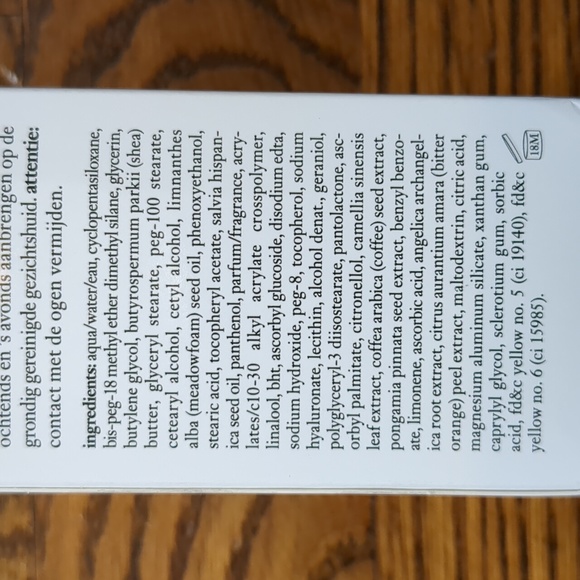 ochtends en 's avonds aanbrengen op de
grondig gereinigde gezichtshuid. attentie:
contact met de ogen vermijden.
ingredients: aqua/water/eau, cyclopentasiloxane,
bis-peg-18 methyl ether dimethyl silane, glycerin,
butylene glycol, butyrospermum parkii (shea)
butter, glyceryl stearate, peg-100 stearate,
cetearyl alcohol, cetyl alcohol, limnanthes
alba (meadowfoam) seed oil, phenoxyethanol,
stearic acid, tocopheryl acetate, salvia hispan-
ica seed oil, panthenol, parfum/fragrance, acry-
lates/c10-30 alkyl acrylate crosspolymer,
linalool, bht, ascorbyl glucoside, disodium edta,
sodium hydroxide, peg-8, tocopherol, sodium
hyaluronate, lecithin, alcohol denat., geraniol,
polyglyceryl-3 diisostearate, pantolactone, asc-
orbyl palmitate, citronellol, camellia sinensis
leaf extract, coffea arabica (coffee) seed extract,
pongamia pinnata seed extract, benzyl benzo-
ate, limonene, ascorbic acid, angelica archangel-
ica root extract, citrus aurantium amara (bitter
orange) peel extract, maltodextrin, citric acid,
magnesium aluminum silicate, xanthan gum,
caprylyl glycol, sclerotium gum, sorbic
acid, fd&c yellow no. 5 (ci 19140), fd&c
yellow no. 6 (ci 15985).
18M